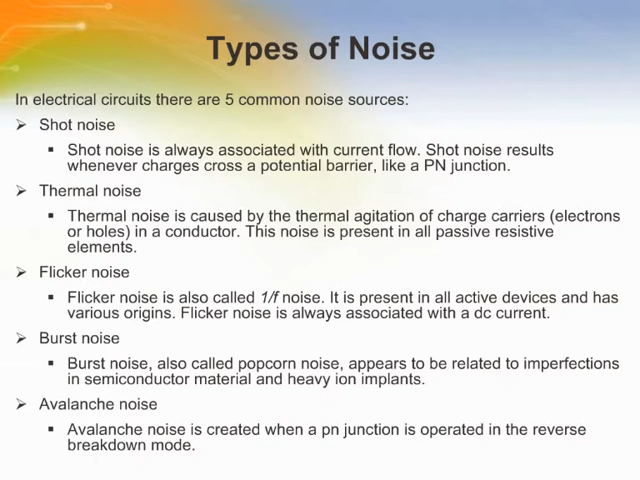 Types of Noise
In electrical circuits there are 5 common noise sources:
➢ Shot noise
▪ Shot noise is always associated with current flow. Shot noise results
whenever charges cross a potential barrier, like a PN junction.
➢ Thermal noise
▪ Thermal noise is caused by the thermal agitation of charge carriers (electrons
or holes) in a conductor. This noise is present in all passive resistive
elements.
➢ Flicker noise
▪ Flicker noise is also called 1/f noise. It is present in all active devices and has
various origins. Flicker noise is always associated with a dc current.
➢ Burst noise
▪ Burst noise, also called popcorn noise, appears to be related to imperfections
in semiconductor material and heavy ion implants.
➢ Avalanche noise
▪ Avalanche noise is created when a pn junction is operated in the reverse
breakdown mode.